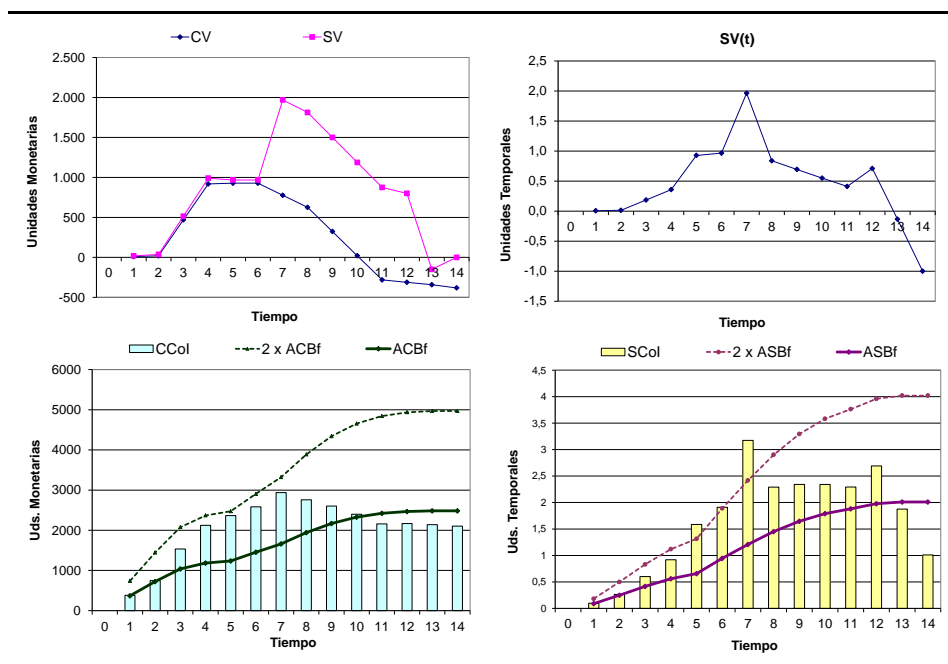 CV SV
2.500
2.000
1.500
1.000
500
0
-500
0 1 2 3 4 5 6 7 8 9 10 11 12 13 14
Unidades Monetarias
Tiempo
SV(t)
2,5
2,0
1,5
1,0
0,5
0,0
-0,5
-1,0
-1,5
0 1 2 3 4 5 6 7 8 9 10 11 12 13 14
Unidades Temporales
Tiempo
CCoI 2 x ACBf ACBf
6000
5000
4000
3000
2000
1000
0
0 1 2 3 4 5 6 7 8 9 10 11 12 13 14
Uds. Monetarias
Tiempo
SCoI 2 x ASBf ASBf
4,5
4
3,5
3
2,5
2
1,5
1
0,5
0
0 1 2 3 4 5 6 7 8 9 10 11 12 13 14
Uds. Temporales
Tiempo